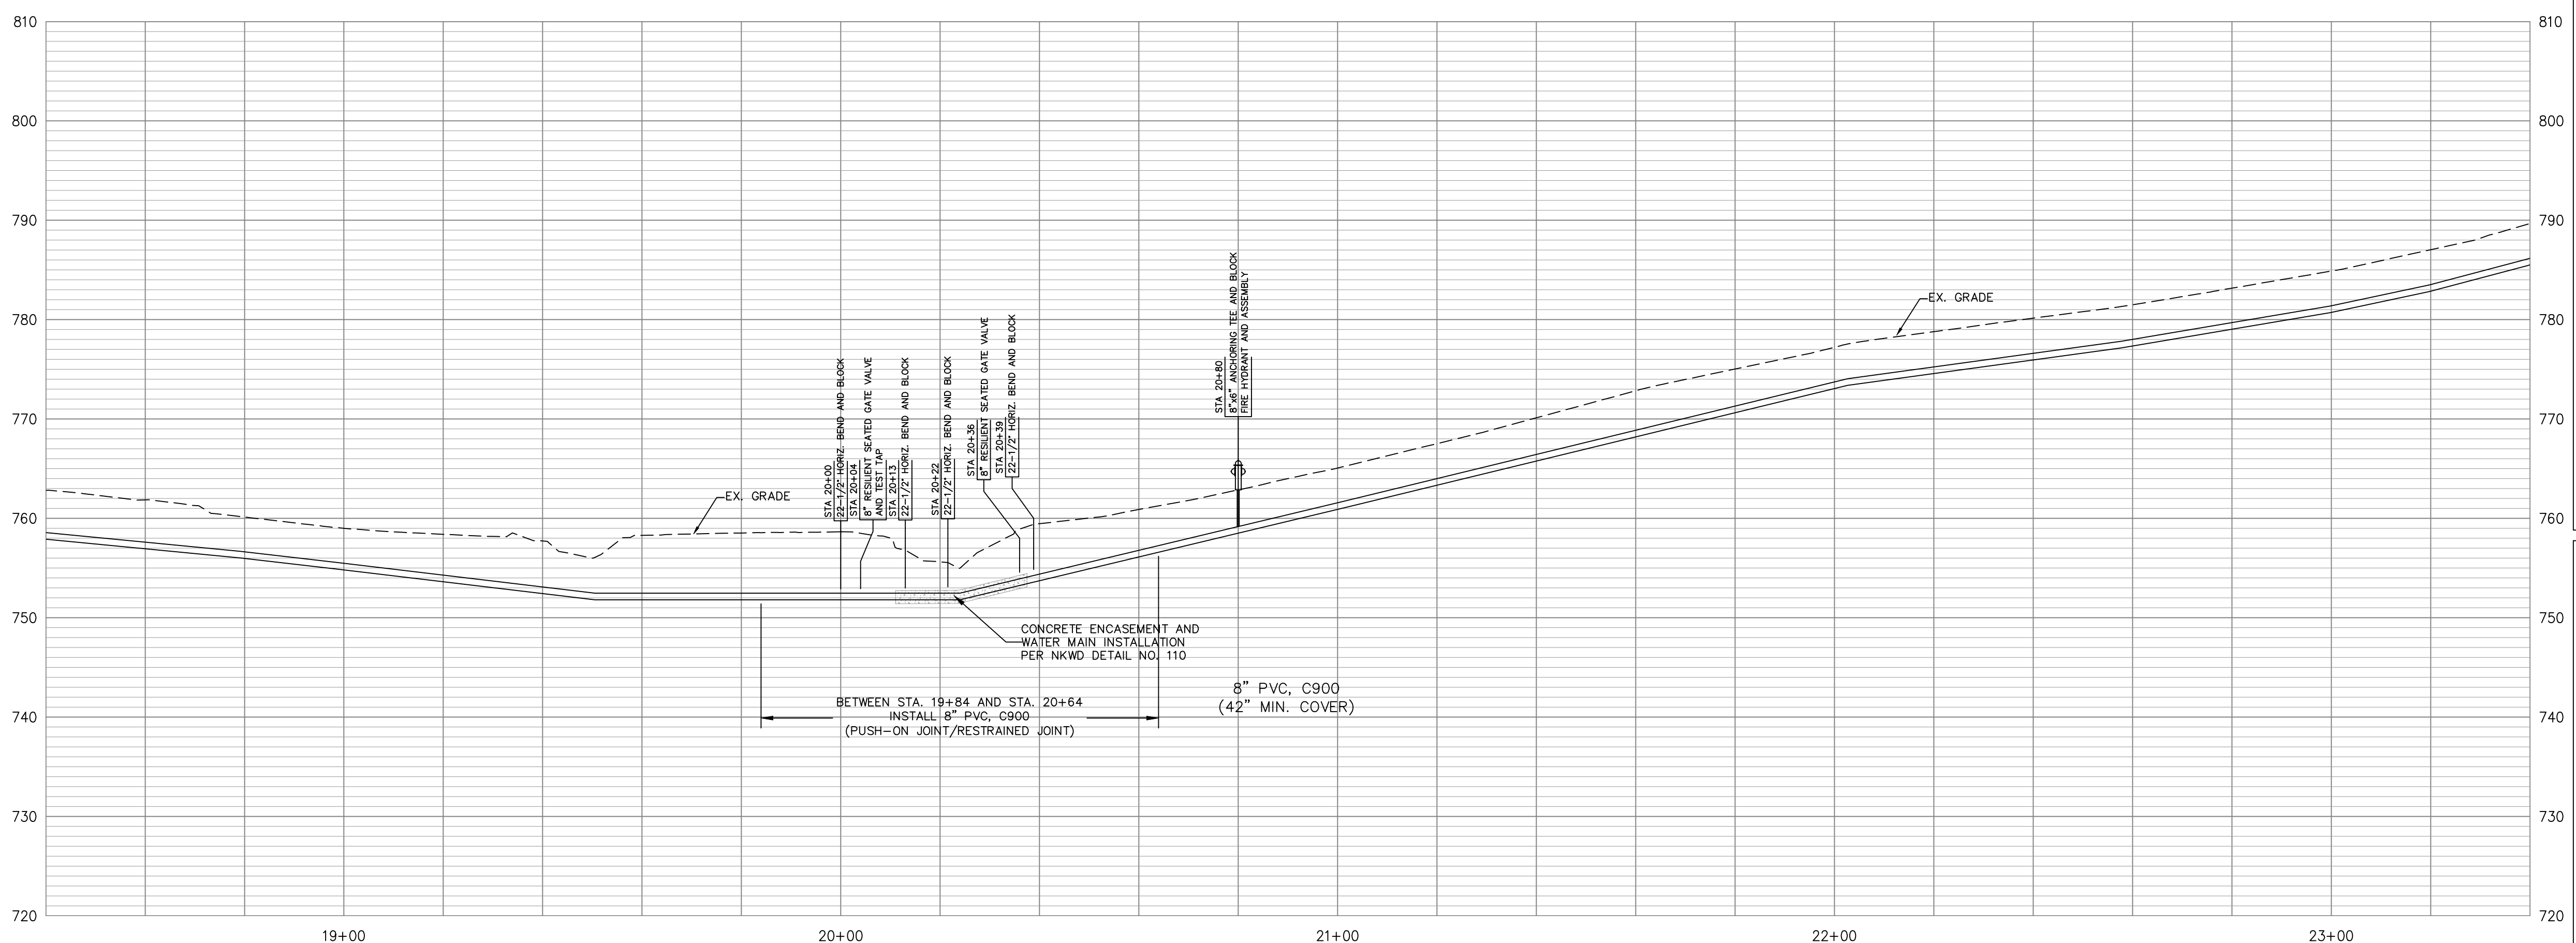 810
810
800
800
790
790
780
780
770
770
760
760
750
750
740
740
730
730
720
720
EX. GRADE
STA 20+00
22-1/2° HORIZ. BEND AND BLOCK
STA 20+04
8" RESILIENT SEATED GATE VALVE
AND TEST TAP
STA 20+13
22-1/2° HORIZ. BEND AND BLOCK
STA 20+22
22-1/2° HORIZ. BEND AND BLOCK
STA 20+36
8" RESILIENT SEATED GATE VALVE
STA 20+39
22-1/2° HORIZ. BEND AND BLOCK
STA 20+80
8"x6" ANCHORING TEE AND BLOCK
FIRE HYDRANT AND ASSEMBLY
EX. GRADE
CONCRETE ENCASEMENT AND
WATER MAIN INSTALLATION
PER NKWD DETAIL NO. 110
BETWEEN STA. 19+84 AND STA. 20+64
INSTALL 8" PVC, C900
(PUSH-ON JOINT/RESTRAINED JOINT)
8" PVC, C900
(42" MIN. COVER)
19+00
20+00
21+00
22+00
23+00